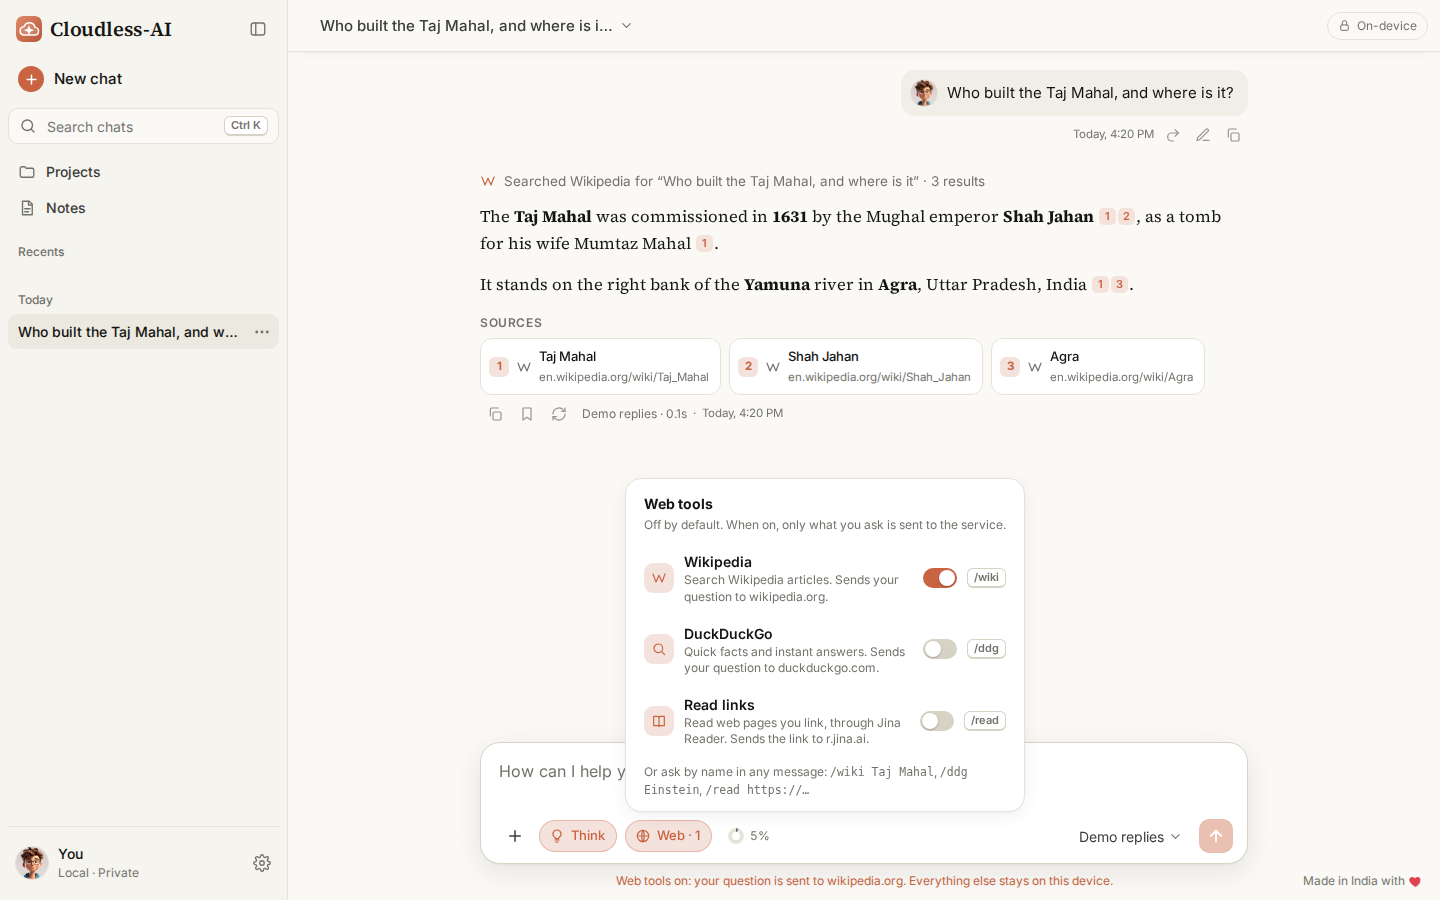 Cloudless-AI
New chat
Search chats
Ctrl K
Projects
Notes
Recents
Today
Who built the Taj Mahal, and w...
You
Local · Private
Who built the Taj Mahal, and where is i...
On-device
Who built the Taj Mahal, and where is it?
Today, 4:20 PM
Searched Wikipedia for “Who built the Taj Mahal, and where is it” · 3 results
The Taj Mahal was commissioned in 1631 by the Mughal emperor Shah Jahan 1 2, as a tomb
for his wife Mumtaz Mahal 1.
It stands on the right bank of the Yamuna river in Agra, Uttar Pradesh, India 1 3.
SOURCES
1 W Taj Mahal
en.wikipedia.org/wiki/Taj_Mahal
2 W Shah Jahan
en.wikipedia.org/wiki/Shah_Jahan
3 W Agra
en.wikipedia.org/wiki/Agra
Demo replies · 0.1s · Today, 4:20 PM
Web tools
Off by default. When on, only what you ask is sent to the service.
Wikipedia
Search Wikipedia articles. Sends your
question to wikipedia.org.
/wiki
DuckDuckGo
Quick facts and instant answers. Sends
your question to duckduckgo.com.
/ddg
Read links
Read web pages you link, through Jina
Reader. Sends the link to r.jina.ai.
/read
Or ask by name in any message: /wiki Taj Mahal, /ddg
Einstein, /read https://…
How can I help y
Think
Web · 1
5%
Demo replies
Web tools on: your question is sent to wikipedia.org. Everything else stays on this device.
Made in India with